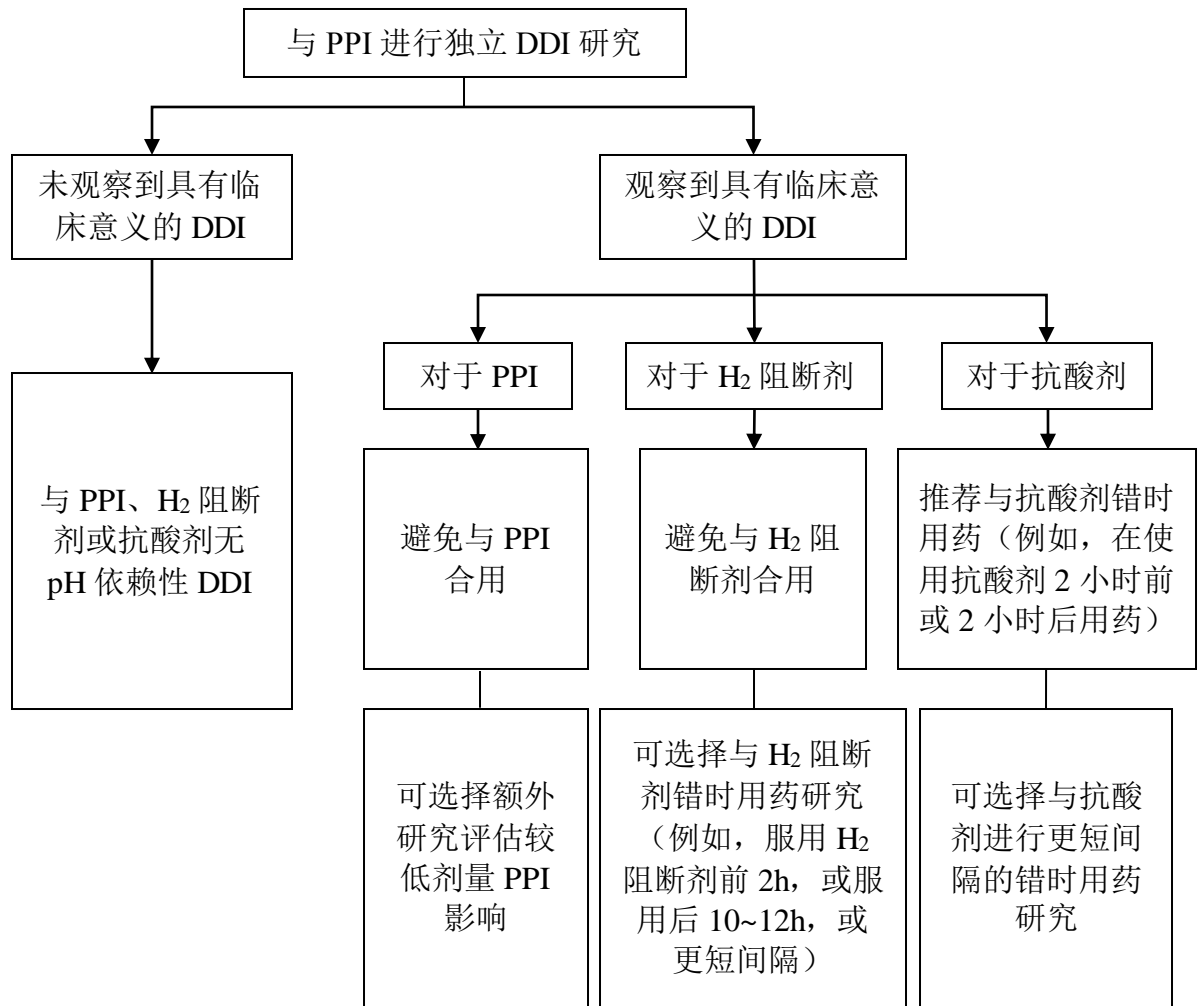 与 PPI 进行独立 DDI 研究
未观察到具有临
床意义的 DDI
观察到具有临床意
义的 DDI
对于 PPI
对于 H₂ 阻断剂
对于抗酸剂
与 PPI、H₂ 阻断
剂或抗酸剂无
pH 依赖性 DDI
避免与 PPI
合用
避免与 H₂ 阻
断剂合用
推荐与抗酸剂错时
用药（例如，在使
用抗酸剂 2 小时前
或 2 小时后用药）
可选择额外
研究评估较
低剂量 PPI
影响
可选择与 H₂ 阻断
剂错时用药研究
（例如，服用 H₂
阻断剂前 2h，或服
用后 10~12h，或
更短间隔）
可选择与抗酸
剂进行更短间
隔的错时用药
研究